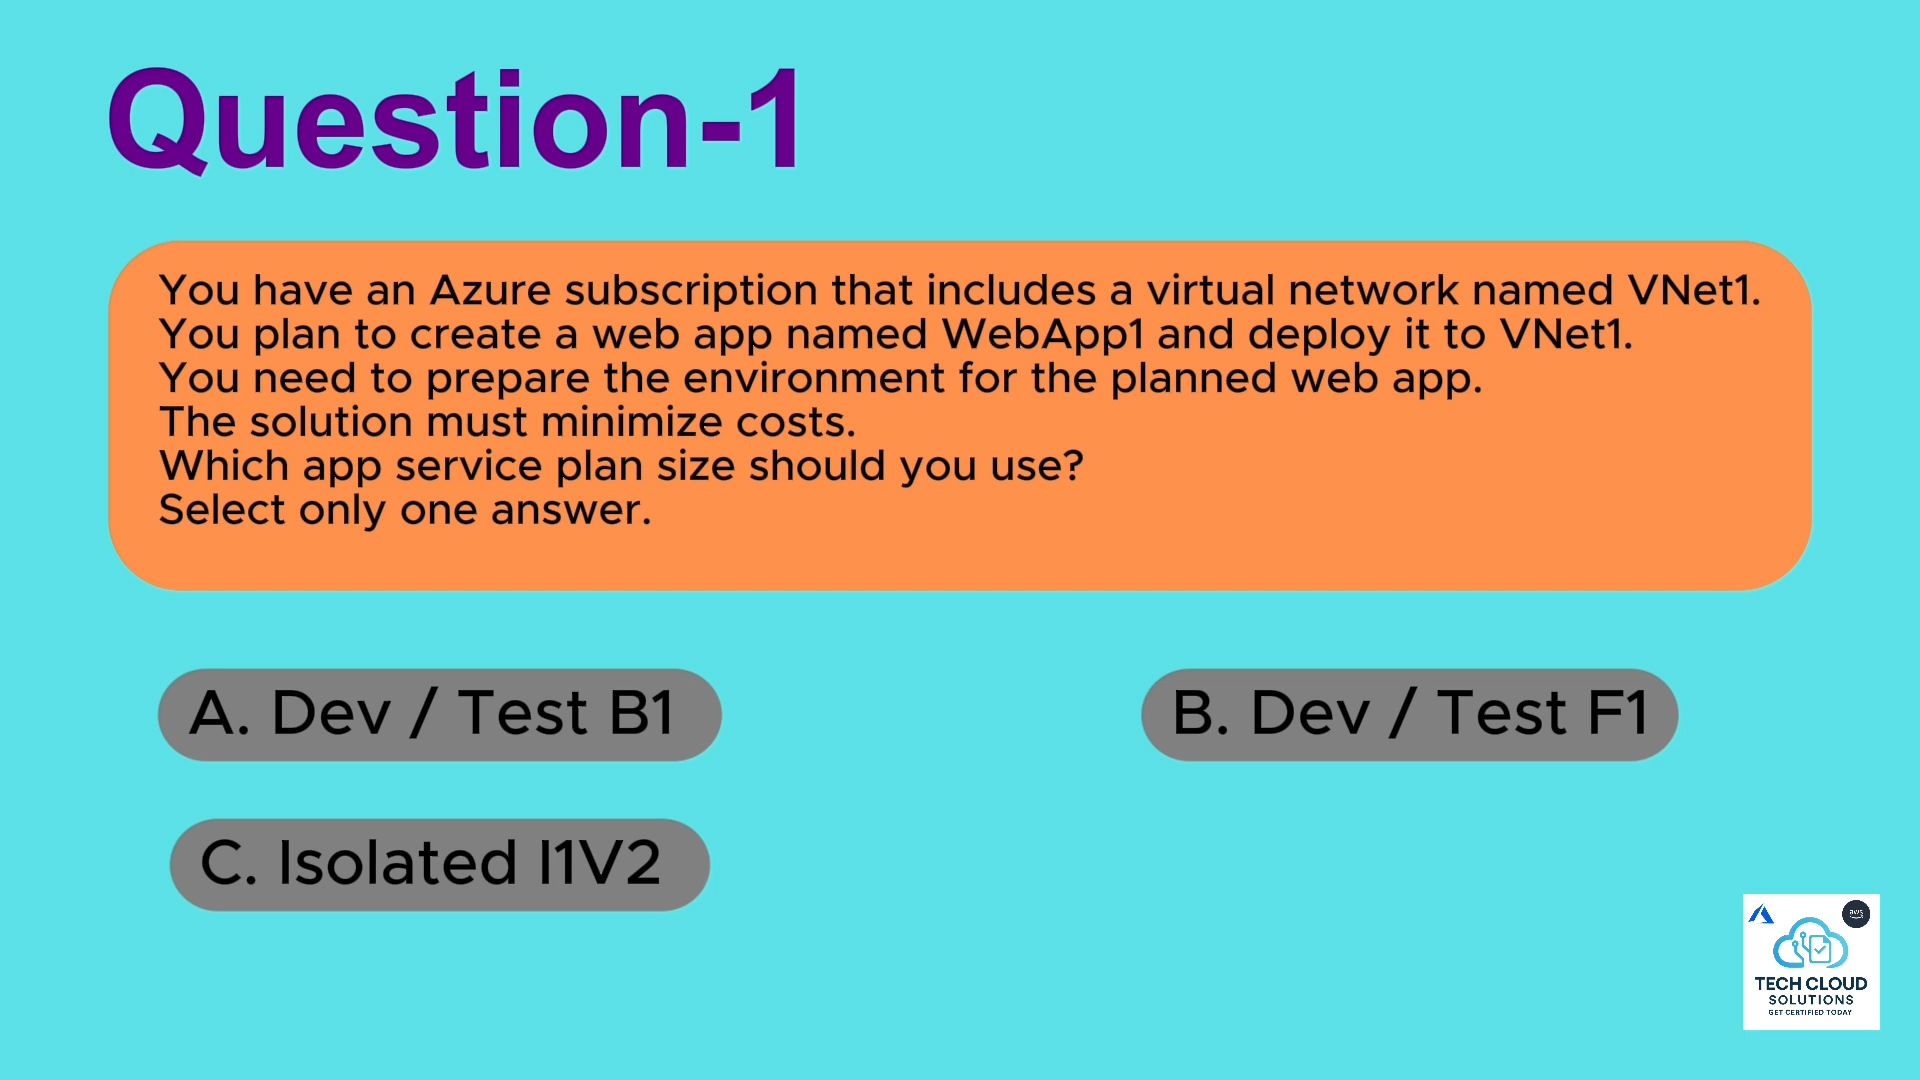 Question-1
You have an Azure subscription that includes a virtual network named VNet1.
You plan to create a web app named WebApp1 and deploy it to VNet1.
You need to prepare the environment for the planned web app.
The solution must minimize costs.
Which app service plan size should you use?
Select only one answer.
A. Dev / Test B1
B. Dev / Test F1
C. Isolated I1V2
aws
TECH CLOUD
SOLUTIONS
GET CERTIFIED TODAY